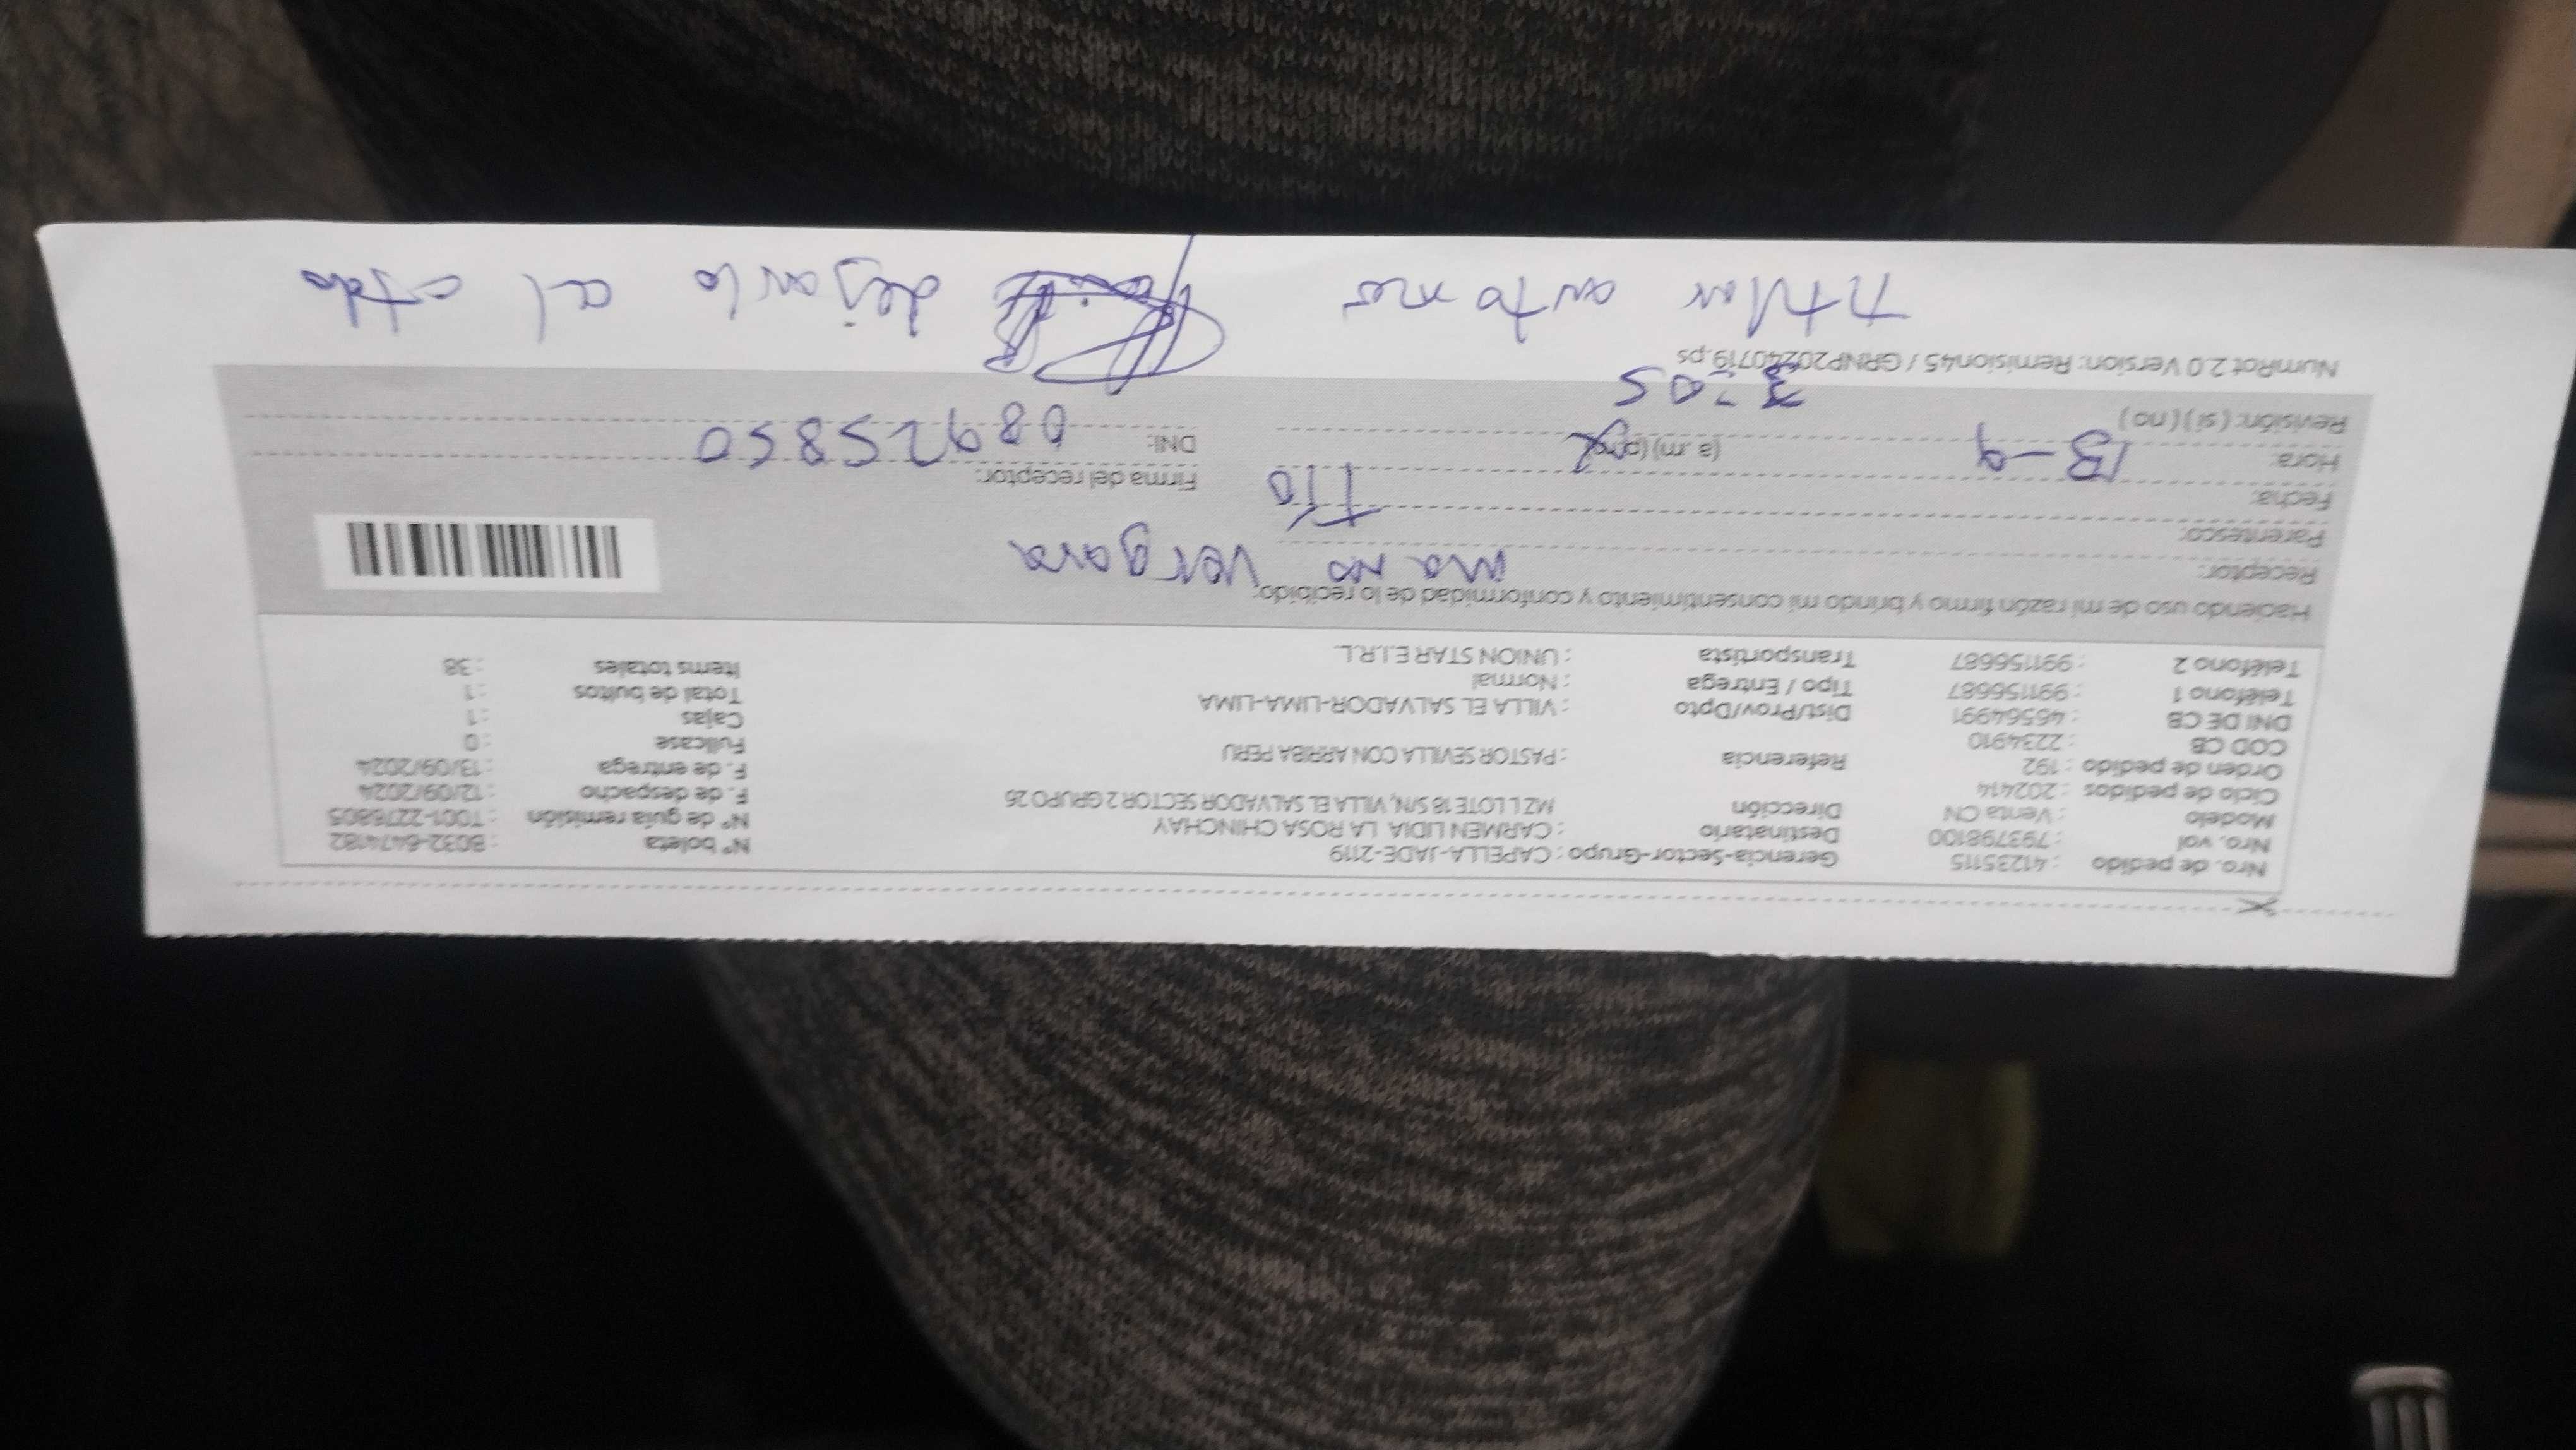 Nro. de pedido : 41235115
Nro. vol : 793798100
Modelo : Venta CN
Ciclo de pedidos : 202414
Orden de pedido : 192
COD CB : 2234910
DNI DE CB : 46564991
Teléfono 1 : 991156687
Teléfono 2 : 991156687
Gerencia-Sector-Grupo : CAPELLA-JADE-2119
Destinatario : CARMEN LIDIA LA ROSA CHINCHAY
Dirección MZ L LOTE 18 S/N, VILLA EL SALVADOR SECTOR 2 GRUPO 26
Referencia : PASTOR SEVILLA CON ARRIBA PERU
Dist/Prov/Dpto : VILLA EL SALVADOR-LIMA-LIMA
Tipo / Entrega : Normal
Transportista : UNION STAR E.I.R.L.
Nº boleta : B032-6474182
Nº de guía remisión : T001-2276805
F. de despacho : 12/09/2024
F. de entrega : 13/09/2024
Fullcase : 0
Cajas : 1
Total de bultos : 1
Items totales : 38
Haciendo uso de mi razón firmo y brindo mi consentimiento y conformidad de lo recibido:
Receptor: Vergara
Parentesco: Tío
Fecha: 13-9
Hora: (a.m) (p.m)
Revisión: (si) (no)
Firma del receptor:
DNI: 08925850
NumRot 2.0 Version: Remision45 / GRNP20240719.ps
dejarlo al